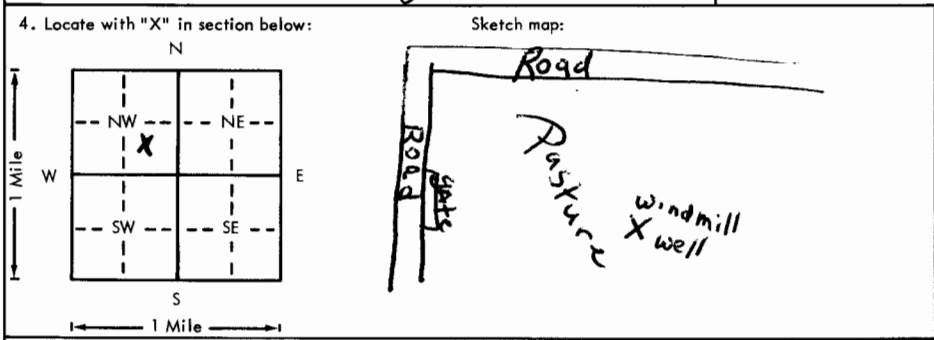 4. Locate with "X" in section below:
Sketch map:
N
1 Mile
W
NW
X
NE
SW
SE
E
S
1 Mile
Road
Road
gate
Pasture
windmill
X well